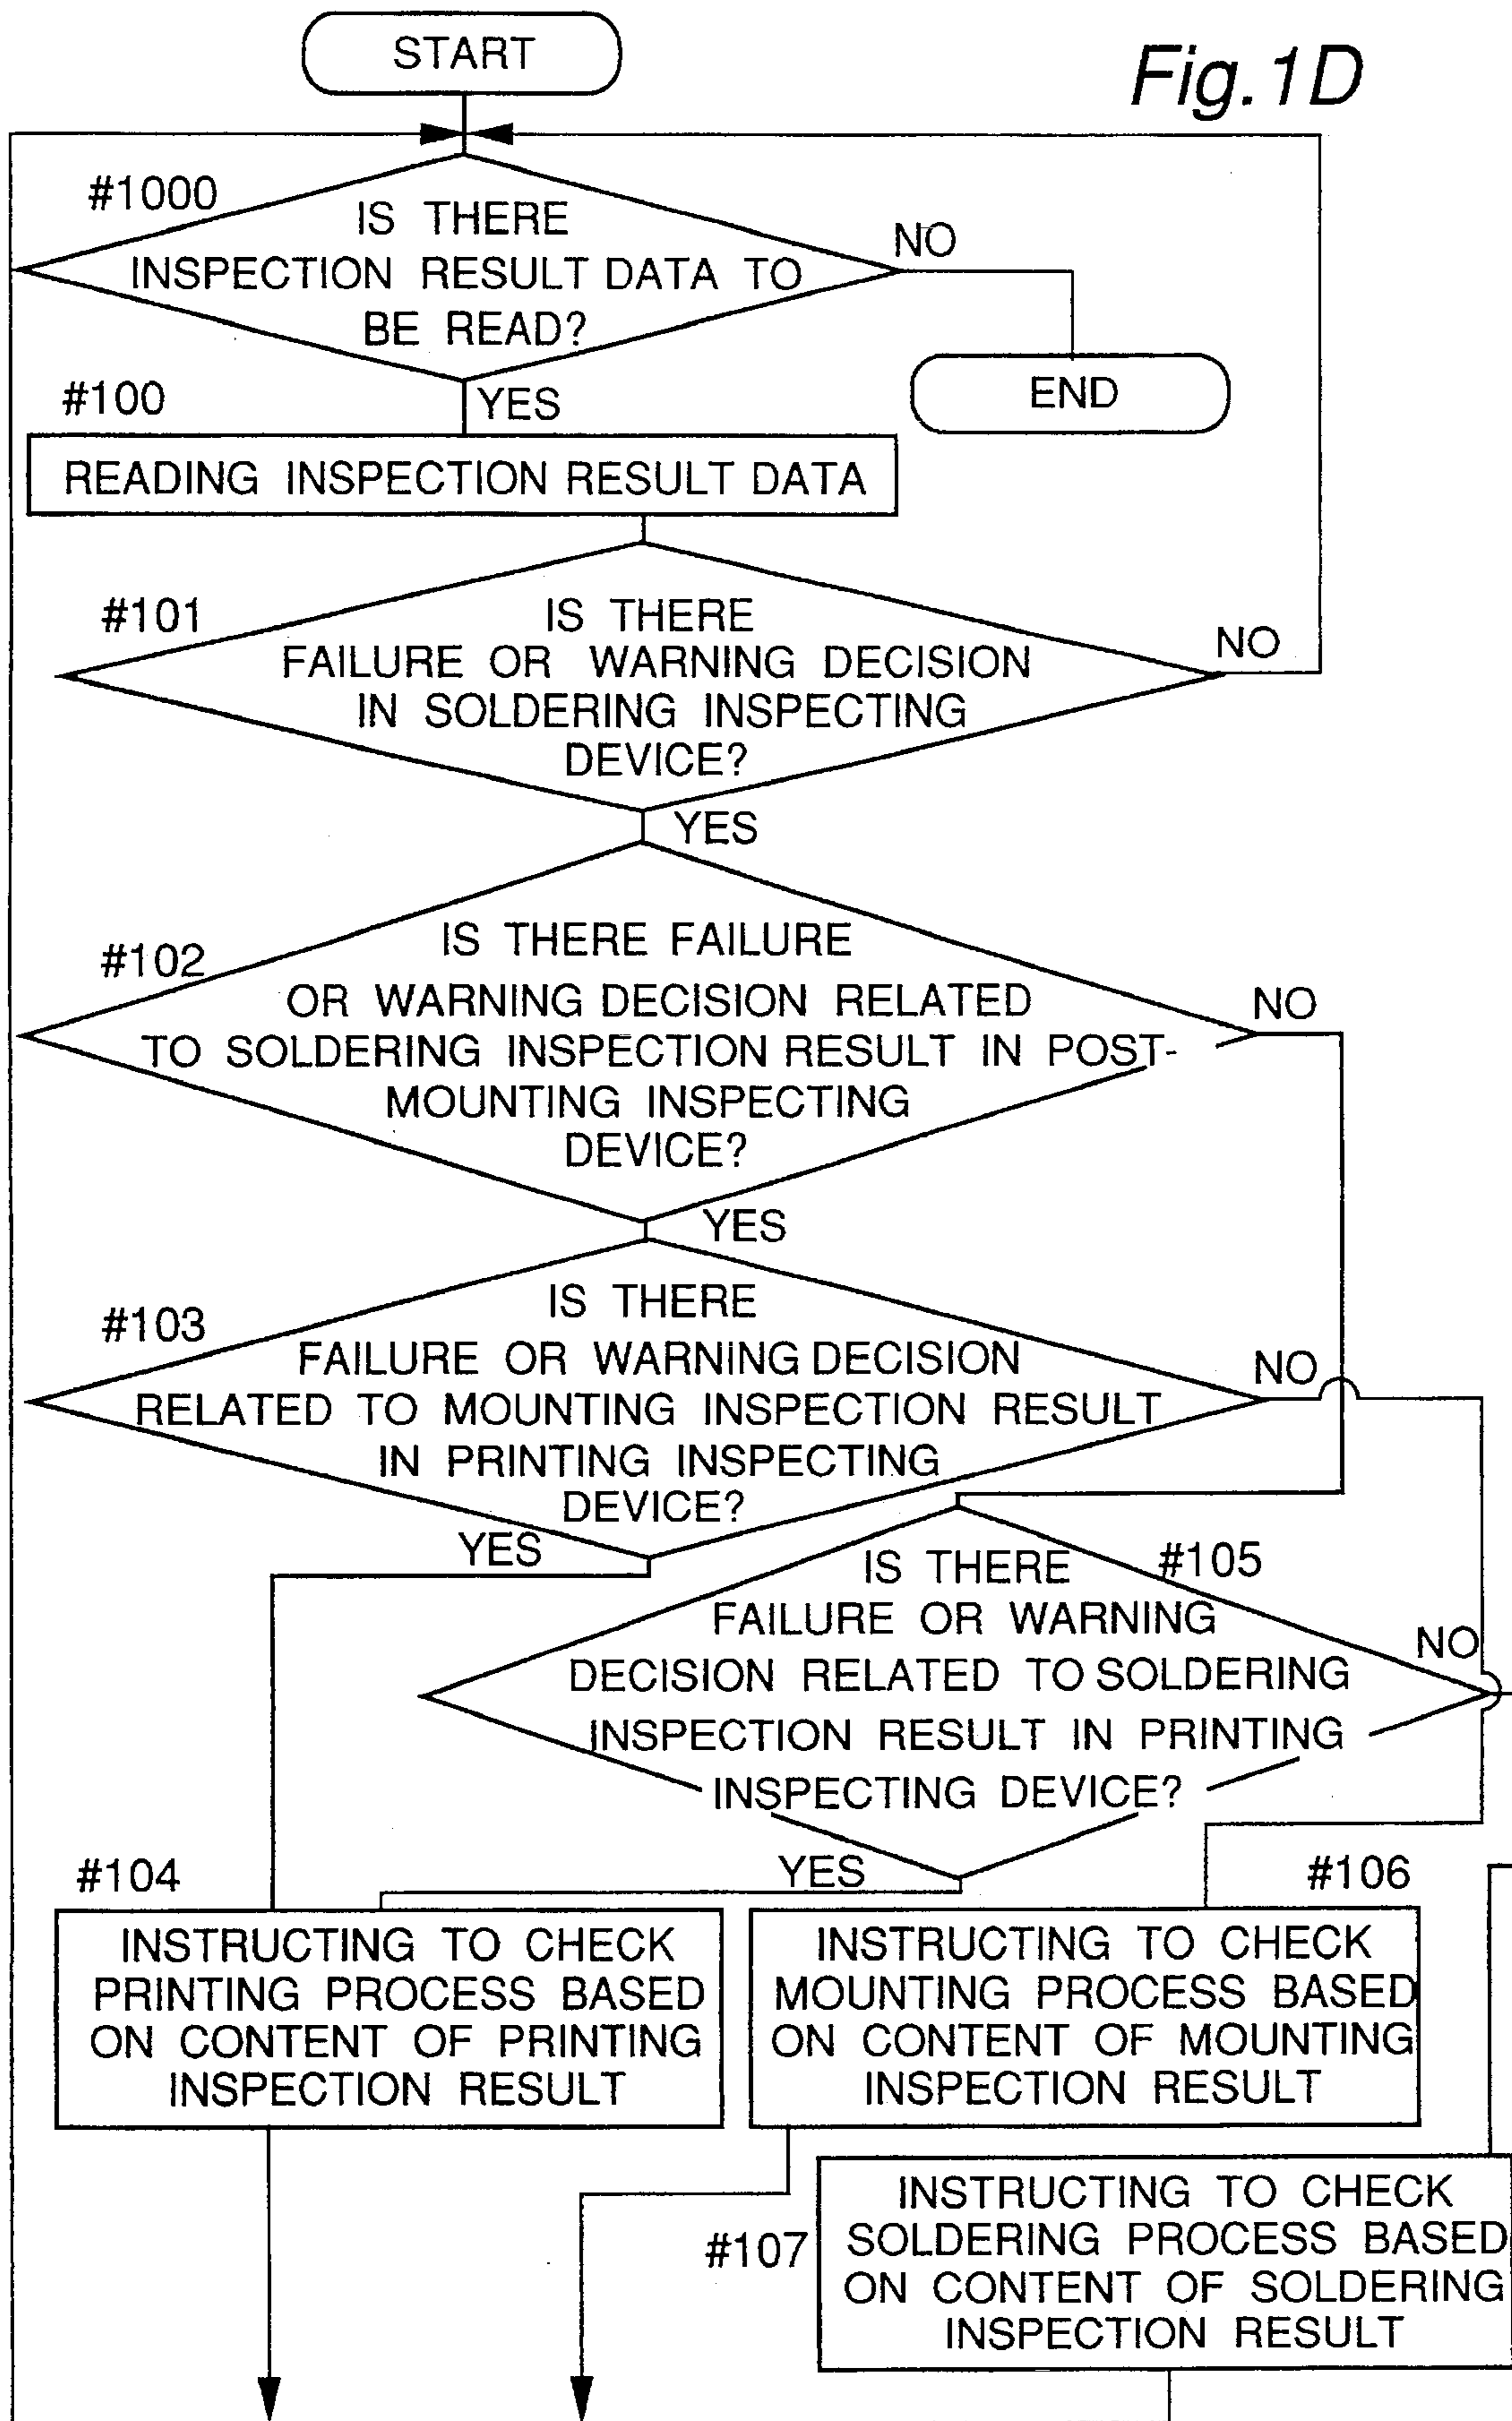 START
Fig.1D
#1000
IS THERE
INSPECTION RESULT DATA TO
BE READ?
NO
END
YES
#100
READING INSPECTION RESULT DATA
#101
IS THERE
FAILURE OR WARNING DECISION
IN SOLDERING INSPECTING
DEVICE?
NO
YES
#102
IS THERE FAILURE
OR WARNING DECISION RELATED
TO SOLDERING INSPECTION RESULT IN POST-
MOUNTING INSPECTING
DEVICE?
NO
YES
#103
IS THERE
FAILURE OR WARNING DECISION
RELATED TO MOUNTING INSPECTION RESULT
IN PRINTING INSPECTING
DEVICE?
NO
YES
#105
IS THERE
FAILURE OR WARNING
DECISION RELATED TO SOLDERING
INSPECTION RESULT IN PRINTING
INSPECTING DEVICE?
NO
YES
#104
INSTRUCTING TO CHECK
PRINTING PROCESS BASED
ON CONTENT OF PRINTING
INSPECTION RESULT
#106
INSTRUCTING TO CHECK
MOUNTING PROCESS BASED
ON CONTENT OF MOUNTING
INSPECTION RESULT
#107
INSTRUCTING TO CHECK
SOLDERING PROCESS BASED
ON CONTENT OF SOLDERING
INSPECTION RESULT